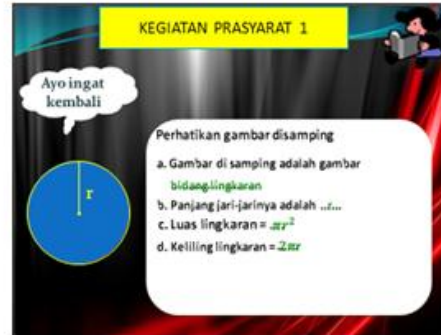 KEGIATAN PRASYARAT 1
Ayo ingat
kembali
r
Perhatikan gambar disamping
a. Gambar di samping adalah gambar
bidang lingkaran
b. Panjang jari-jarinya adalah ..r...
c. Luas lingkaran = πr²
d. Keliling lingkaran = 2πr